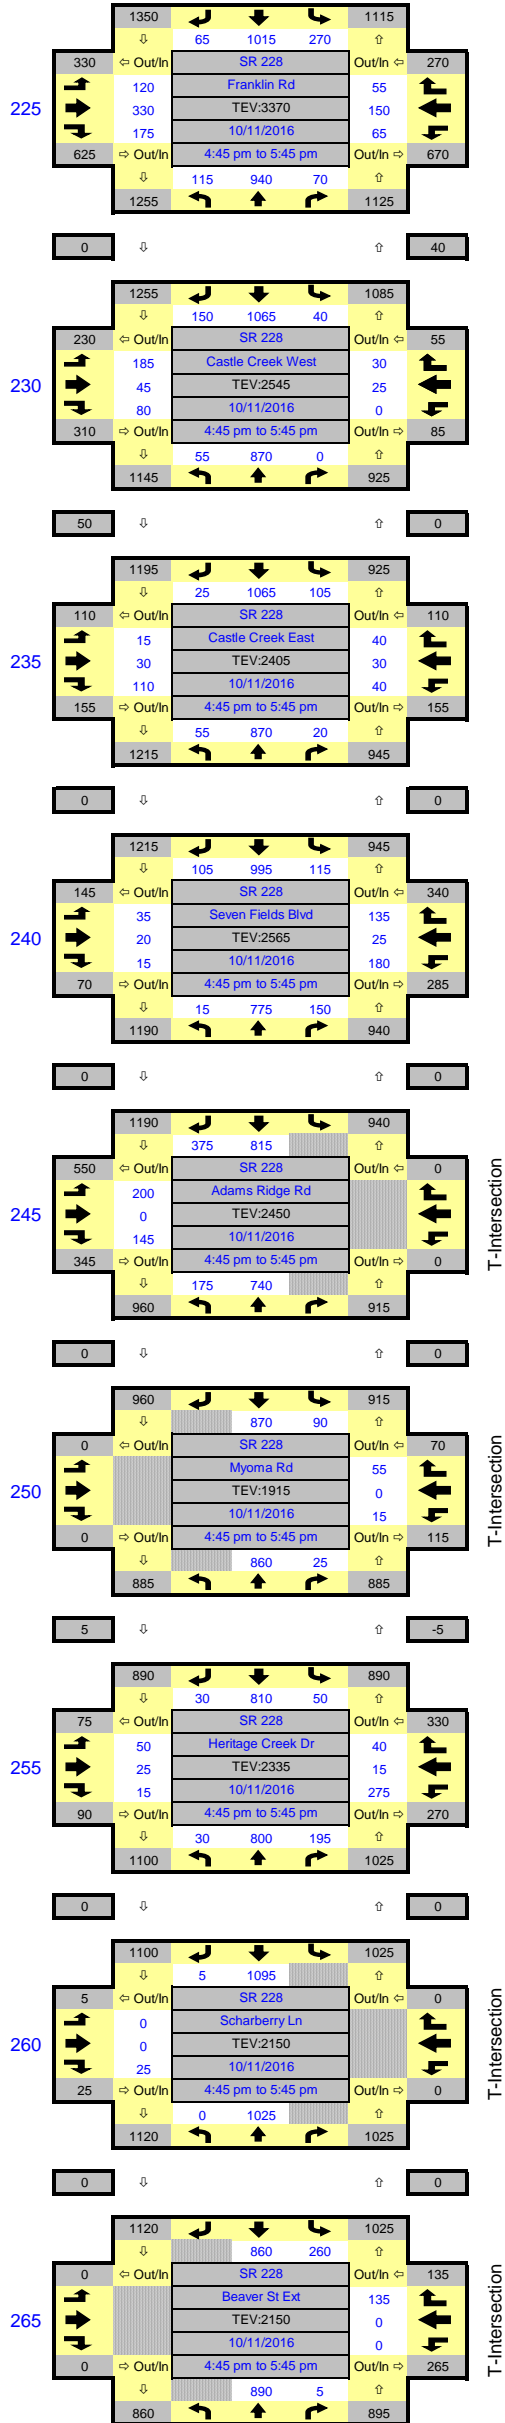 1350 1115
⇩ 65 1015 270 ⇧
330 ⇦ Out/In SR 228 Out/In ⇦ 270
120 Franklin Rd 55
225 330 TEV:3370 150
175 10/11/2016 65
625 ⇨ Out/In 4:45 pm to 5:45 pm Out/In ⇨ 670
⇩ 115 940 70 ⇧
1255 1125
0 ⇩ ⇧ 40
1255 1085
⇩ 150 1065 40 ⇧
230 ⇦ Out/In SR 228 Out/In ⇦ 55
185 Castle Creek West 30
230 45 TEV:2545 25
80 10/11/2016 0
310 ⇨ Out/In 4:45 pm to 5:45 pm Out/In ⇨ 85
⇩ 55 870 0 ⇧
1145 925
50 ⇩ ⇧ 0
1195 925
⇩ 25 1065 105 ⇧
110 ⇦ Out/In SR 228 Out/In ⇦ 110
15 Castle Creek East 40
235 30 TEV:2405 30
110 10/11/2016 40
155 ⇨ Out/In 4:45 pm to 5:45 pm Out/In ⇨ 155
⇩ 55 870 20 ⇧
1215 945
0 ⇩ ⇧ 0
1215 945
⇩ 105 995 115 ⇧
145 ⇦ Out/In SR 228 Out/In ⇦ 340
35 Seven Fields Blvd 135
240 20 TEV:2565 25
15 10/11/2016 180
70 ⇨ Out/In 4:45 pm to 5:45 pm Out/In ⇨ 285
⇩ 15 775 150 ⇧
1190 940
0 ⇩ ⇧ 0
1190 940
⇩ 375 815 ⇧
550 ⇦ Out/In SR 228 Out/In ⇦ 0
200 Adams Ridge Rd
245 0 TEV:2450 T-Intersection
145 10/11/2016
345 ⇨ Out/In 4:45 pm to 5:45 pm Out/In ⇨ 0
⇩ 175 740 ⇧
960 915
0 ⇩ ⇧ 0
960 915
⇩ 870 90 ⇧
0 ⇦ Out/In SR 228 Out/In ⇦ 70
Myoma Rd 55
250 TEV:1915 0 T-Intersection
10/11/2016 15
0 ⇨ Out/In 4:45 pm to 5:45 pm Out/In ⇨ 115
⇩ 860 25 ⇧
885 885
5 ⇩ ⇧ -5
890 890
⇩ 30 810 50 ⇧
75 ⇦ Out/In SR 228 Out/In ⇦ 330
50 Heritage Creek Dr 40
255 25 TEV:2335 15
15 10/11/2016 275
90 ⇨ Out/In 4:45 pm to 5:45 pm Out/In ⇨ 270
⇩ 30 800 195 ⇧
1100 1025
0 ⇩ ⇧ 0
1100 1025
⇩ 5 1095 ⇧
5 ⇦ Out/In SR 228 Out/In ⇦ 0
0 Scharberry Ln
260 0 TEV:2150 T-Intersection
25 10/11/2016
25 ⇨ Out/In 4:45 pm to 5:45 pm Out/In ⇨ 0
⇩ 0 1025 ⇧
1120 1025
0 ⇩ ⇧ 0
1120 1025
⇩ 860 260 ⇧
0 ⇦ Out/In SR 228 Out/In ⇦ 135
Beaver St Ext 135
265 TEV:2150 0 T-Intersection
10/11/2016 0
0 ⇨ Out/In 4:45 pm to 5:45 pm Out/In ⇨ 265
⇩ 890 5 ⇧
860 895